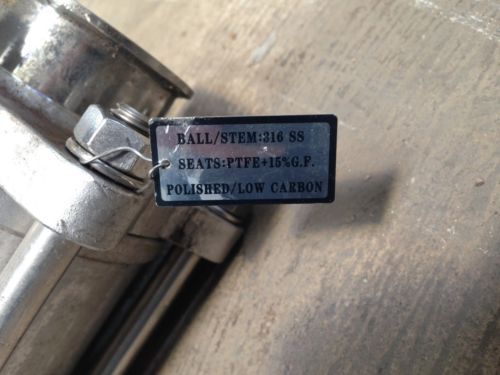 BALL/STEM:316 SS
SEATS:PTFE+15%G.F.
POLISHED/LOW CARBON